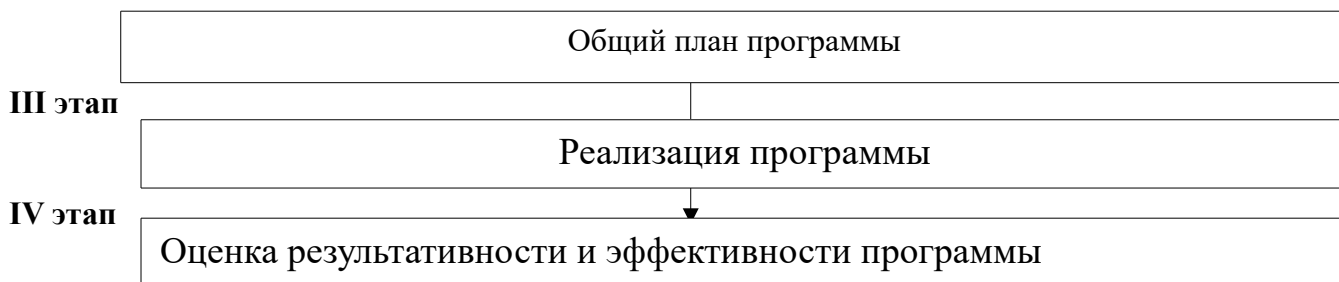 Общий план программы
III этап
Реализация программы
IV этап
Оценка результативности и эффективности программы